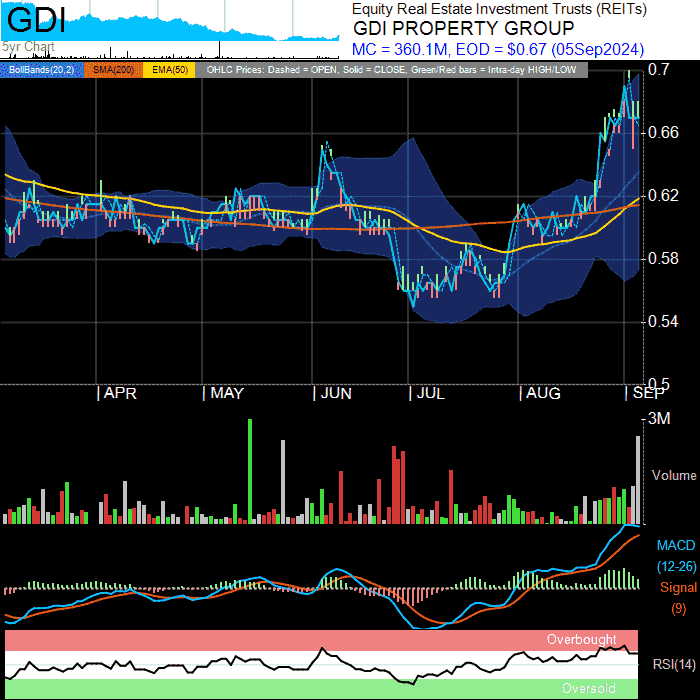 GDI
5yr Chart
Equity Real Estate Investment Trusts (REITs)
GDI PROPERTY GROUP
MC = 360.1M, EOD = $0.67 (05Sep2024)
BollBands(20,2) SMA(200) EMA(50) OHLC Prices: Dashed = OPEN, Solid = CLOSE, Green/Red bars = Intra-day HIGH/LOW
0.7
0.66
0.62
0.58
0.54
0.5
APR MAY JUN JUL AUG SEP
3M
Volume
MACD
(12-26)
Signal
(9)
Overbought
RSI(14)
Oversold